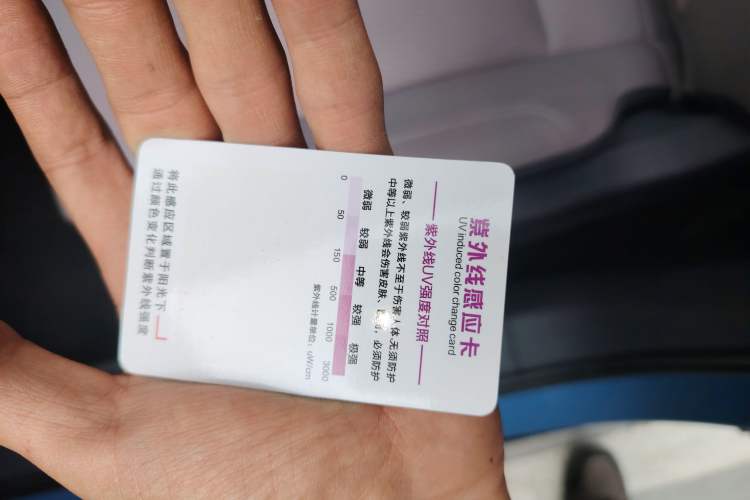 紫外线感应卡
UV induced color change card
紫外线UV强度对照
微弱、较弱紫外线不至于伤害人体,无须防护
中等以上紫外线会伤害皮肤、 ,必须防护
微弱 较弱 中等 较强 极强
0 50 150 500 1000 3000
紫外线计量单位:uW/cm
将此感应区域置于阳光下
通过颜色变化判断紫外线强度